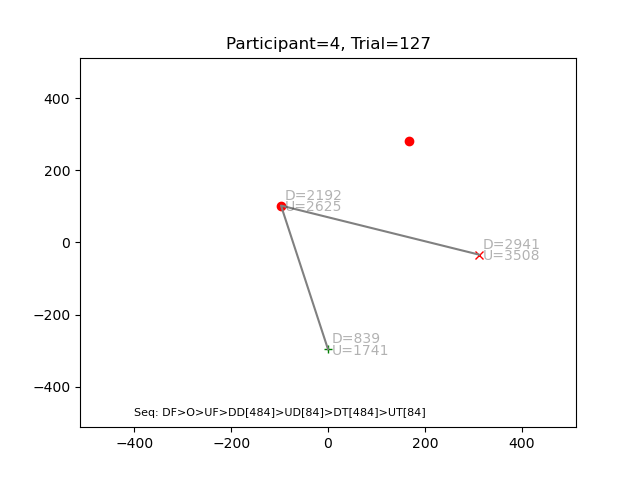 Participant=4, Trial=127
400
200
0
−200
−400
D=2192
U=2625
D=2941
U=3508
D=839
U=1741
Seq: DF>O>UF>DD[484]>UD[84]>DT[484]>UT[84]
−400
−200
0
200
400